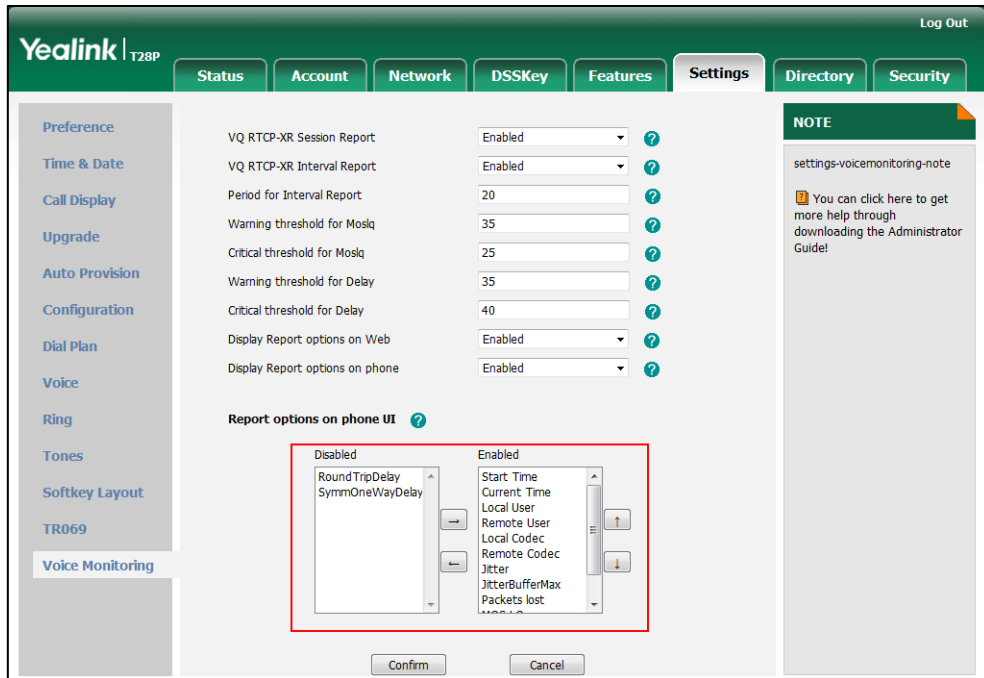 Log Out
Yealink | T28P
Status Account Network DSSKey Features Settings Directory Security
Preference
Time & Date
Call Display
Upgrade
Auto Provision
Configuration
Dial Plan
Voice
Ring
Tones
Softkey Layout
TR069
Voice Monitoring
VQ RTCP-XR Session Report Enabled ?
VQ RTCP-XR Interval Report Enabled ?
Period for Interval Report 20 ?
Warning threshold for Moslq 35 ?
Critical threshold for Moslq 25 ?
Warning threshold for Delay 35 ?
Critical threshold for Delay 40 ?
Display Report options on Web Enabled ?
Display Report options on phone Enabled ?
Report options on phone UI ?
Disabled
RoundTripDelay
SymmOneWayDelay
→
←
Enabled
Start Time
Current Time
Local User
Remote User
Local Codec
Remote Codec
Jitter
JitterBufferMax
Packets lost
↑
↓
Confirm Cancel
NOTE
settings-voicemonitoring-note
? You can click here to get
more help through
downloading the Administrator
Guide!